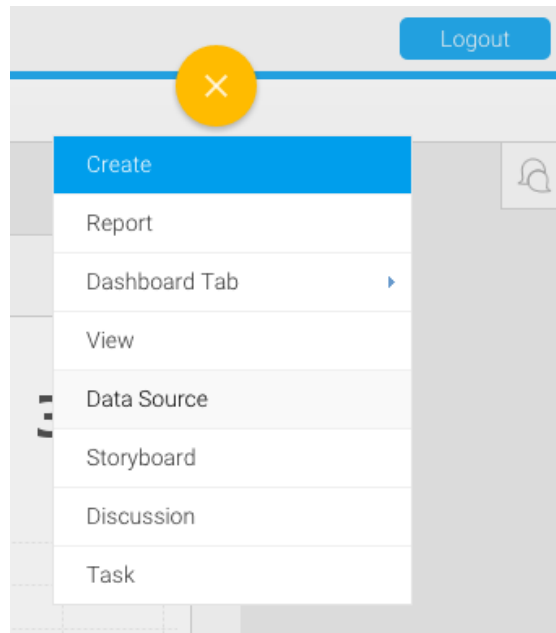 Logout
Create
Report
Dashboard Tab
View
Data Source
Storyboard
Discussion
Task